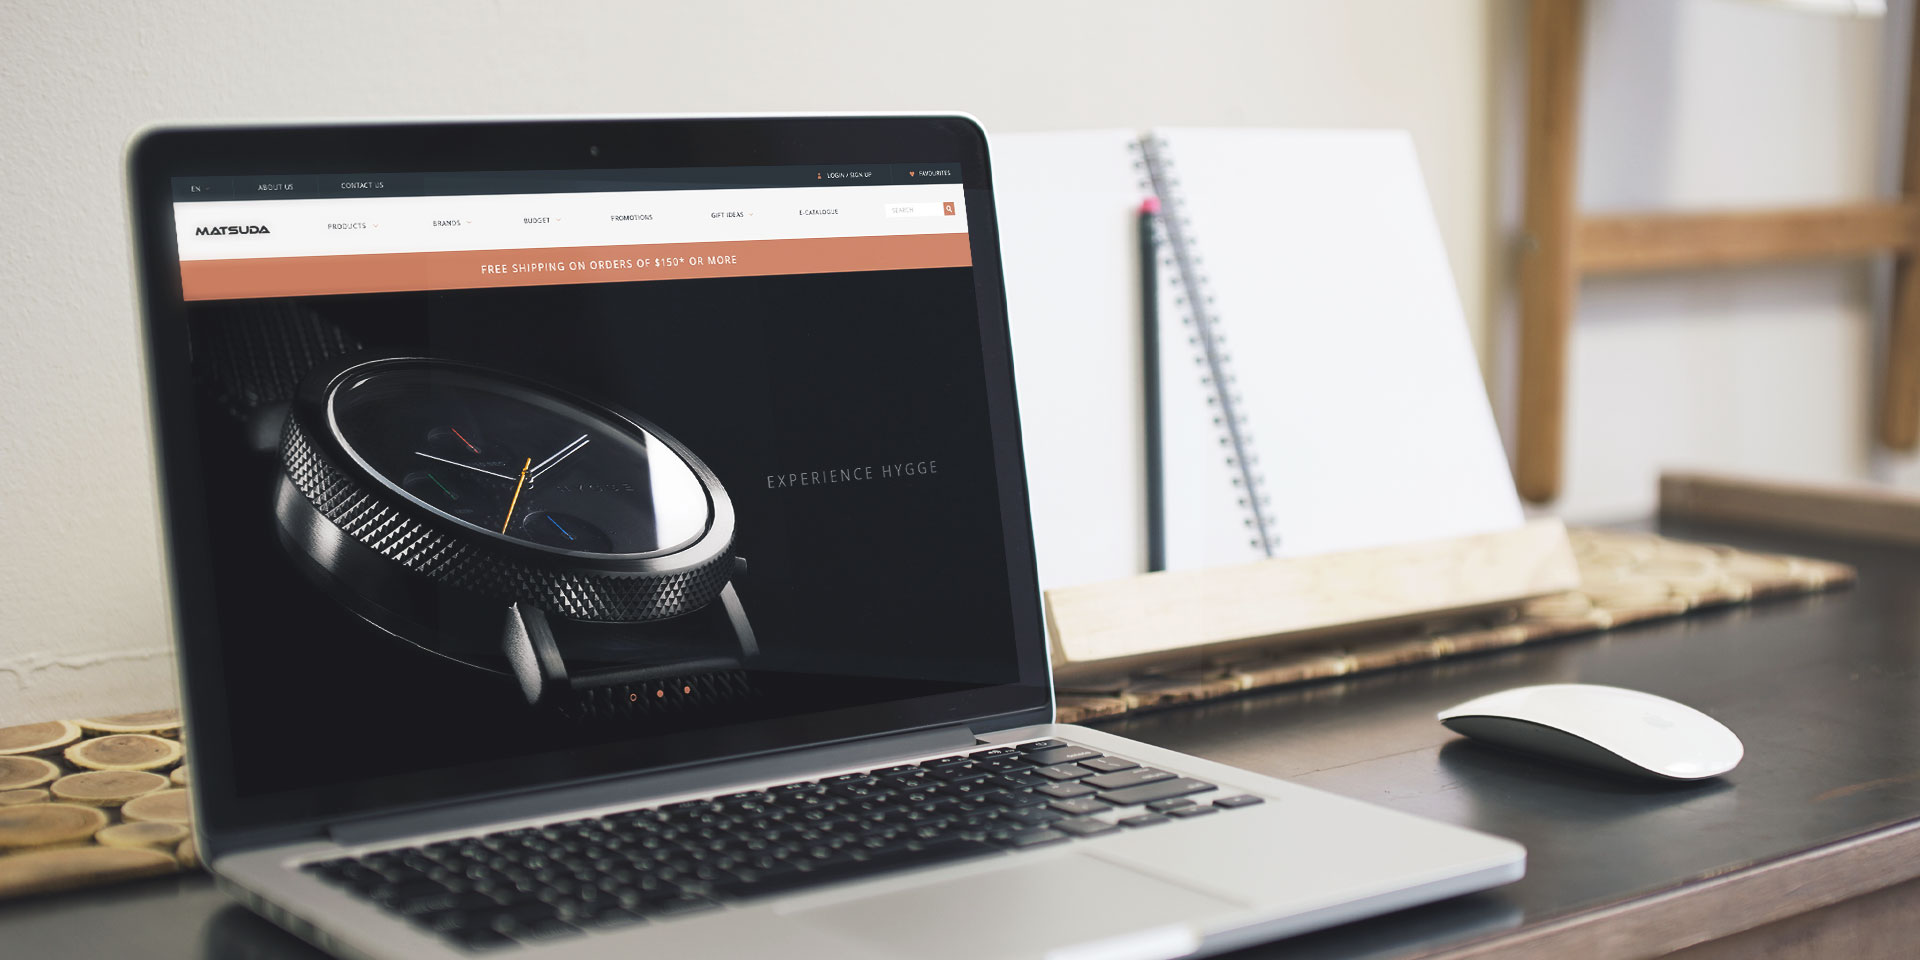 EN ABOUT US CONTACT US LOGIN / SIGN UP FAVOURITES
MATSUDA PRODUCTS BRANDS BUDGET PROMOTIONS GIFT IDEAS E-CATALOGUE SEARCH
FREE SHIPPING ON ORDERS OF $150* OR MORE
EXPERIENCE HYGGE